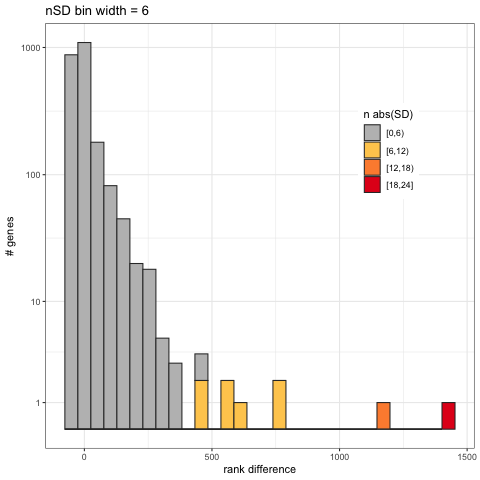 nSD bin width = 6
1000
100
10
1
# genes
n abs(SD)
[0,6)
[6,12)
[12,18)
[18,24]
0 500 1000 1500
rank difference